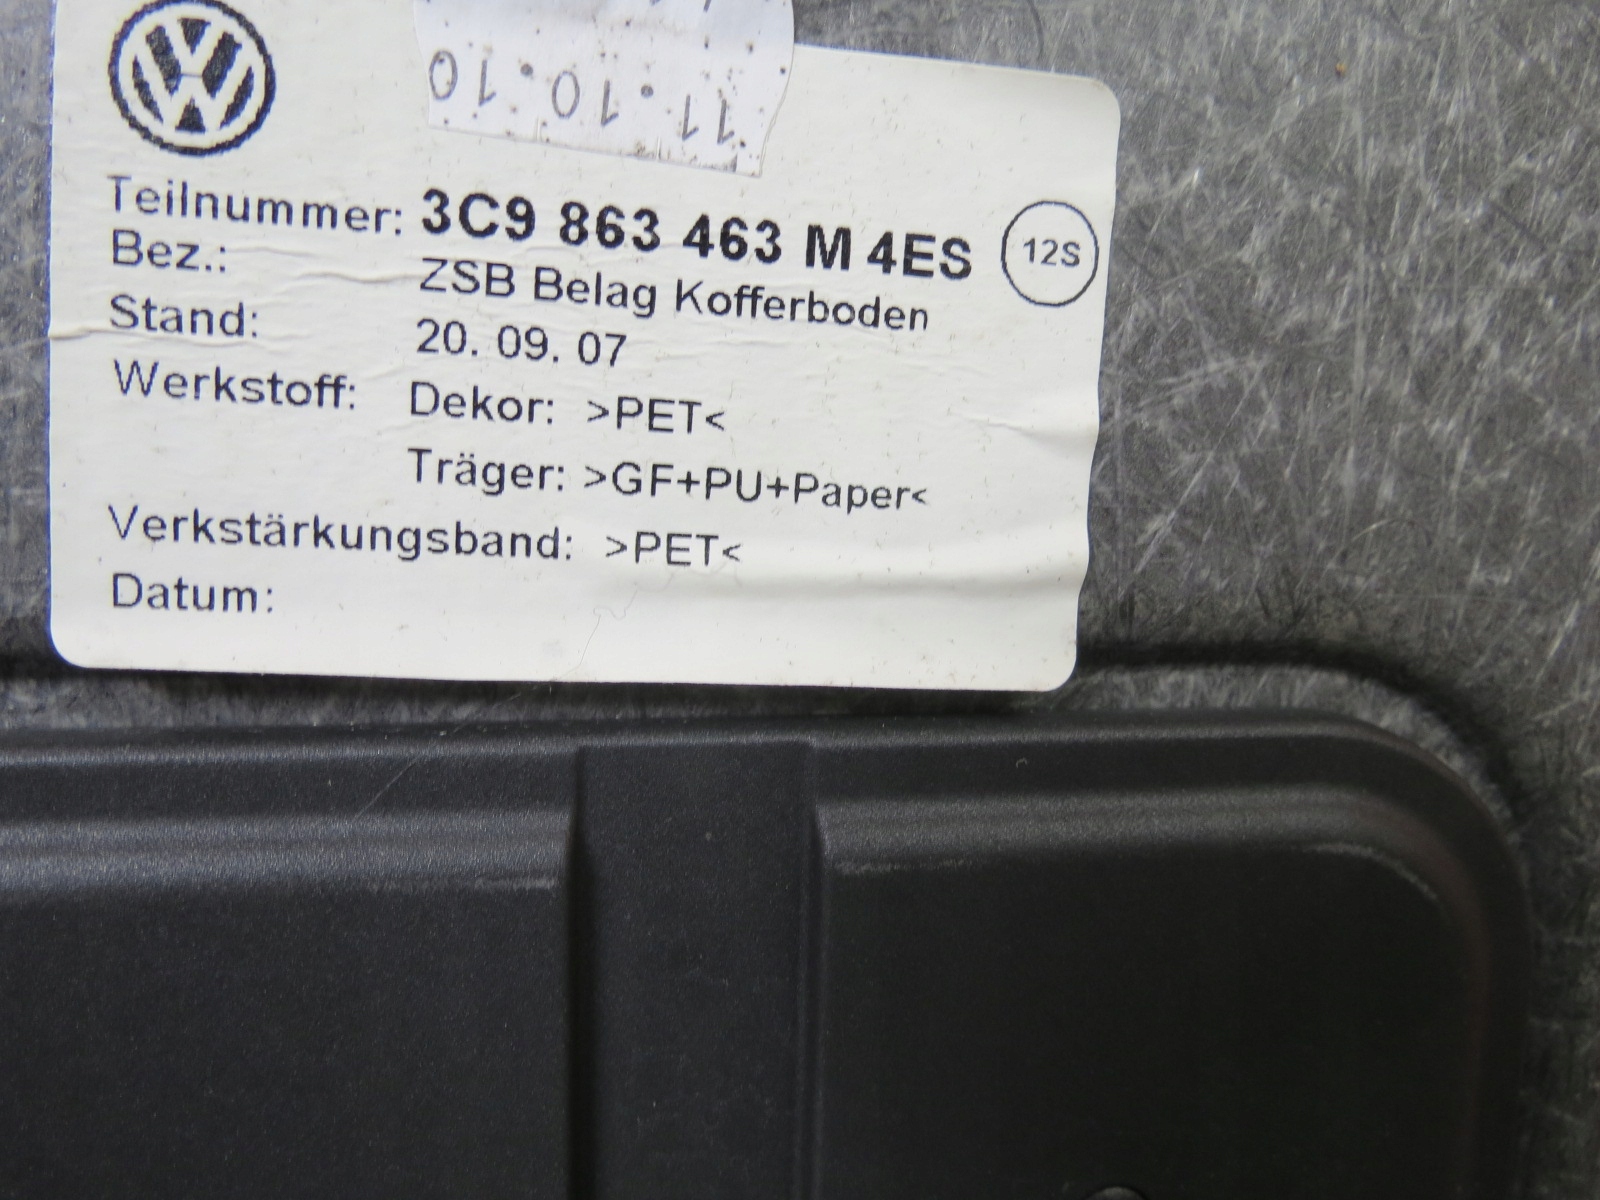 11.10.10
Teilnummer: 3C9 863 463 M 4ES 12S
Bez.: ZSB Belag Kofferboden
Stand: 20. 09. 07
Werkstoff: Dekor: >PET<
Träger: >GF+PU+Paper<
Verkstärkungsband: >PET<
Datum: